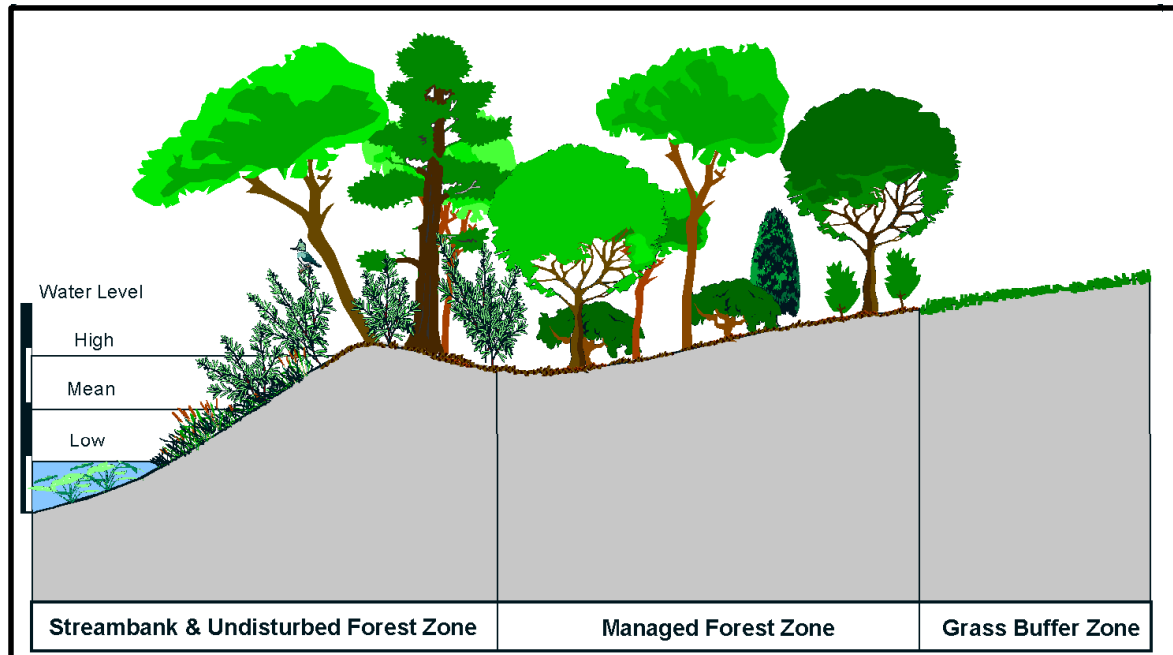 Water Level
High
Mean
Low
Streambank & Undisturbed Forest Zone
Managed Forest Zone
Grass Buffer Zone